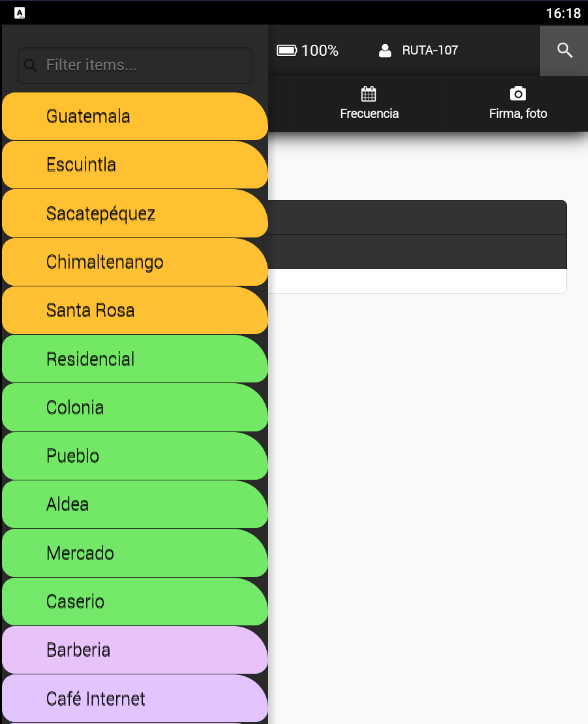 A
16:18
Filter items...
100%
RUTA-107
Frecuencia
Firma, foto
Guatemala
Escuintla
Sacatepéquez
Chimaltenango
Santa Rosa
Residencial
Colonia
Pueblo
Aldea
Mercado
Caserio
Barberia
Café Internet